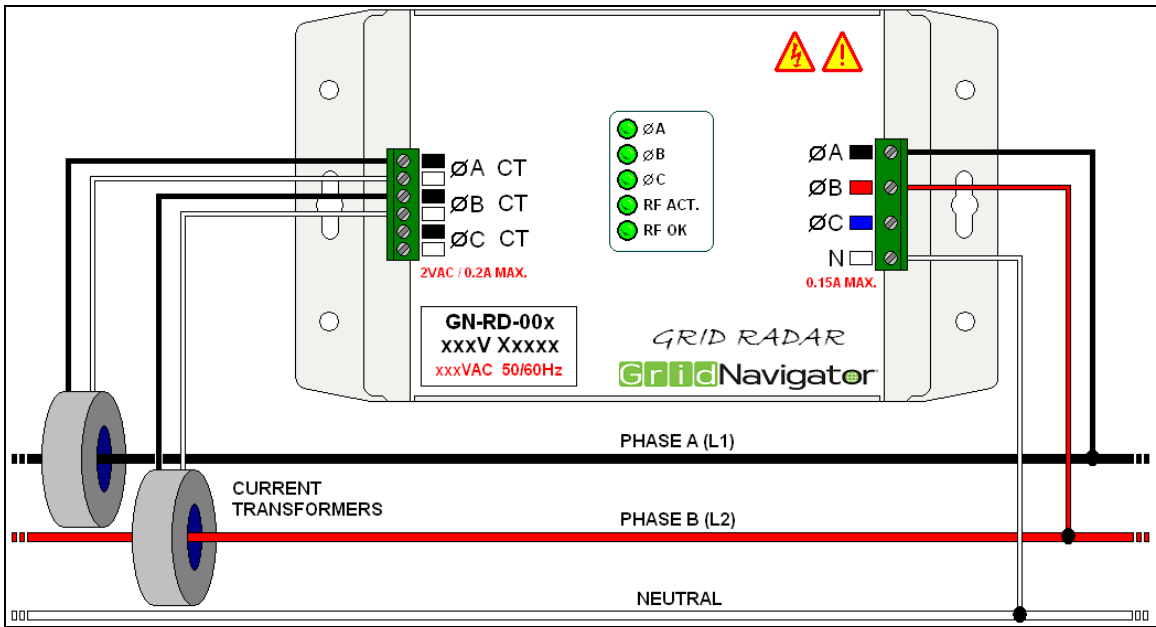 ØA
ØB
ØC
RF ACT.
RF OK
ØA CT
ØB CT
ØC CT
2VAC / 0.2A MAX.
ØA
ØB
ØC
N
0.15A MAX.
GN-RD-00x
xxxV Xxxxx
xxxVAC 50/60Hz
GRID RADAR
GridNavigator
PHASE A (L1)
CURRENT
TRANSFORMERS
PHASE B (L2)
NEUTRAL